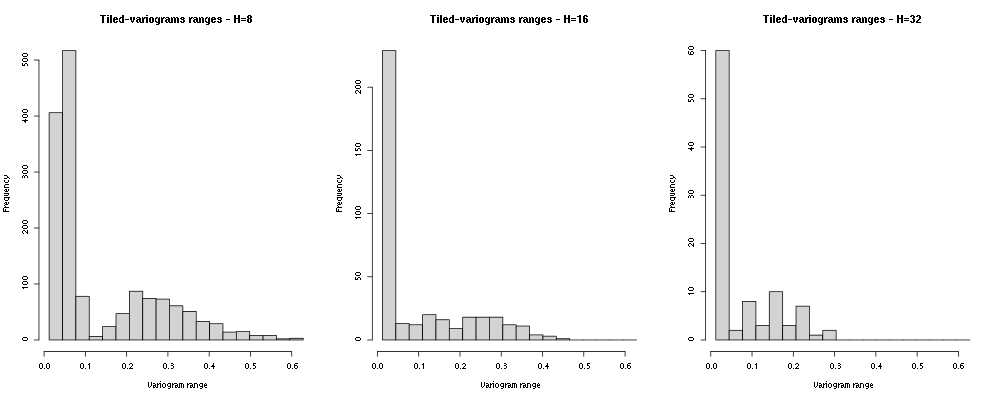 Tiled-variograms ranges - H=8
Frequency
500
400
300
200
100
0
0.0 0.1 0.2 0.3 0.4 0.5 0.6
Variogram range
Tiled-variograms ranges - H=16
Frequency
200
150
100
50
0
0.0 0.1 0.2 0.3 0.4 0.5 0.6
Variogram range
Tiled-variograms ranges - H=32
Frequency
60
50
40
30
20
10
0
0.0 0.1 0.2 0.3 0.4 0.5 0.6
Variogram range